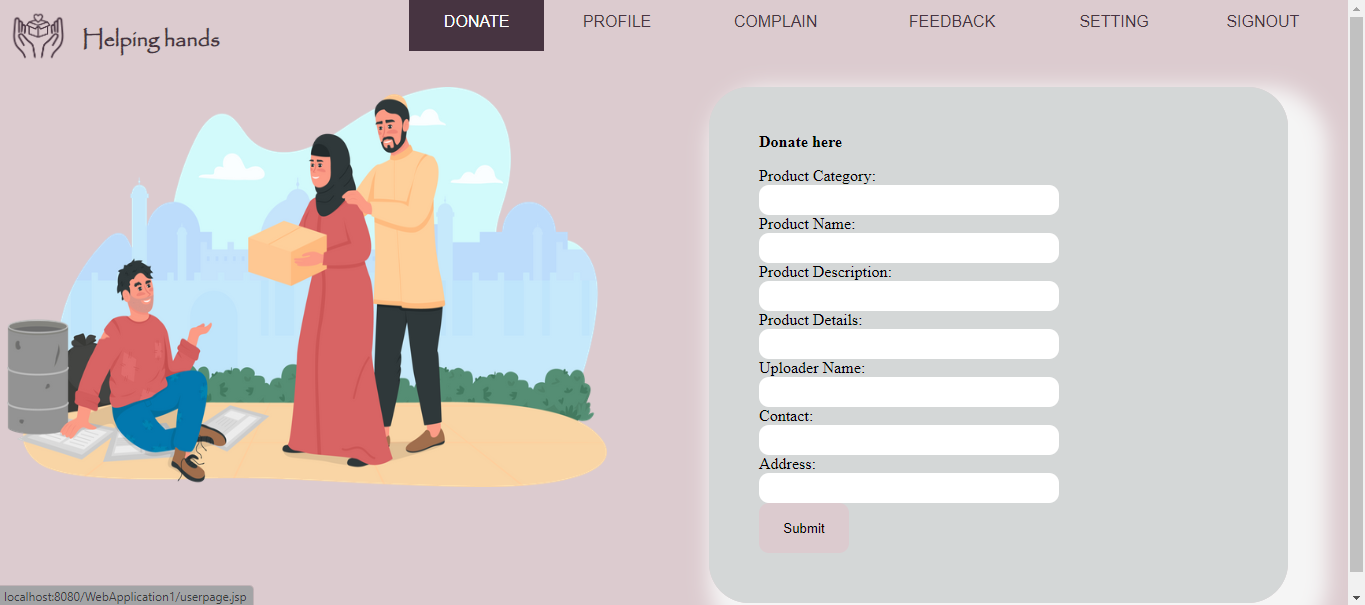 Helping hands
DONATE PROFILE COMPLAIN FEEDBACK SETTING SIGNOUT
Donate here
Product Category:
Product Name:
Product Description:
Product Details:
Uploader Name:
Contact:
Address:
Submit
localhost:8080/WebApplication1/userpage.jsp